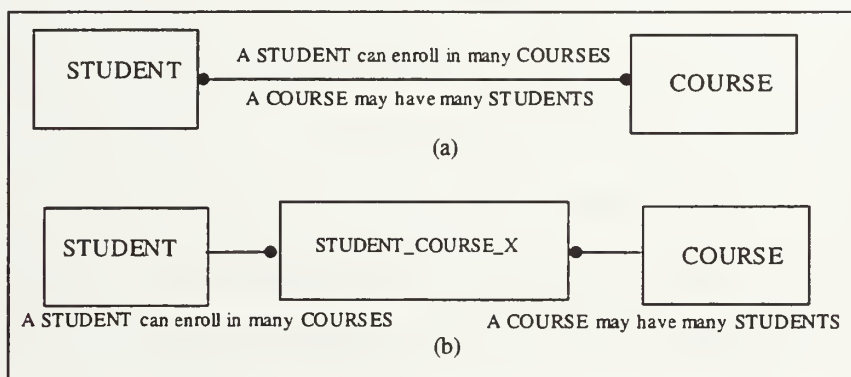 STUDENT
A STUDENT can enroll in many COURSES
A COURSE may have many STUDENTS
COURSE
(a)
STUDENT
STUDENT_COURSE_X
COURSE
A STUDENT can enroll in many COURSES
A COURSE may have many STUDENTS
(b)